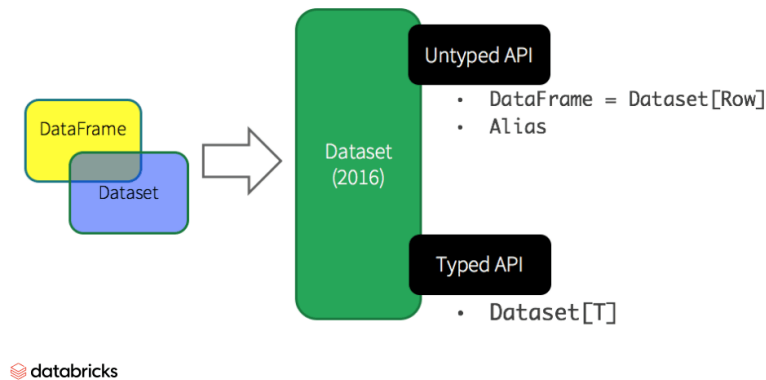 DataFrame
Dataset
Dataset
(2016)
Untyped API
• DataFrame = Dataset[Row]
• Alias
Typed API
• Dataset[T]
databricks